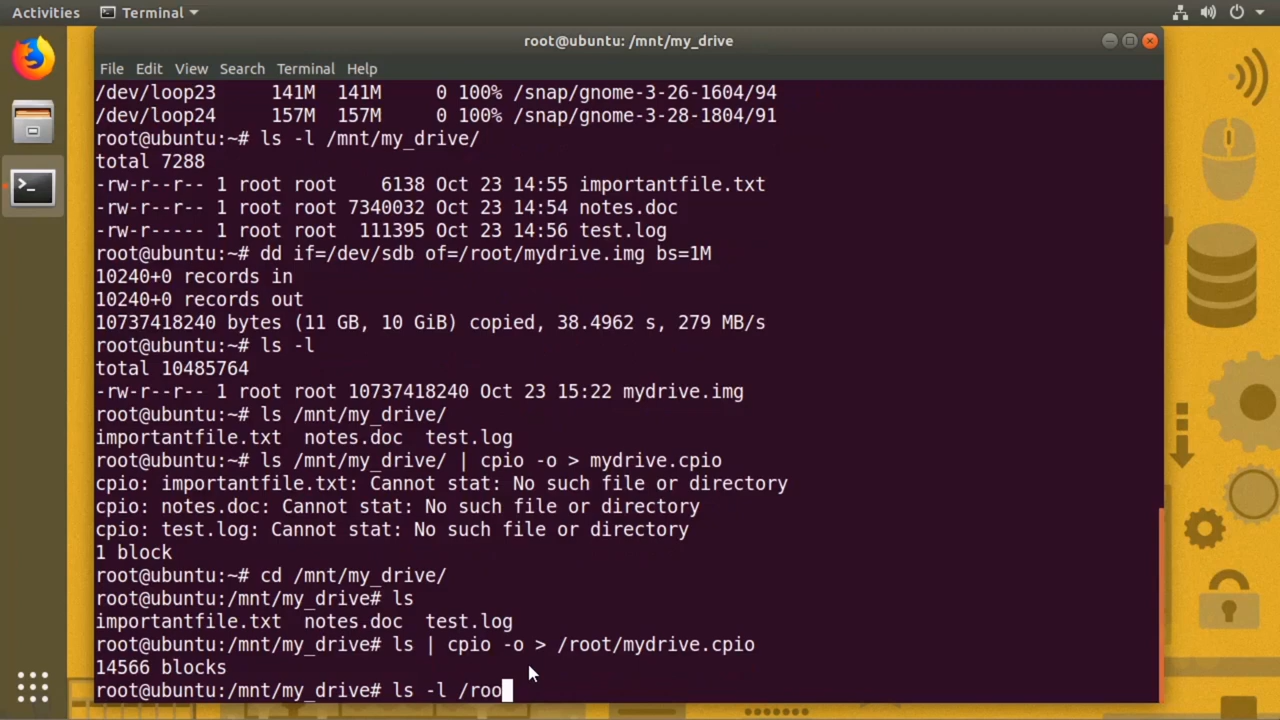 Activities Terminal
root@ubuntu: /mnt/my_drive
File Edit View Search Terminal Help
/dev/loop23     141M  141M     0 100% /snap/gnome-3-26-1604/94
/dev/loop24     157M  157M     0 100% /snap/gnome-3-28-1804/91
root@ubuntu:~# ls -l /mnt/my_drive/
total 7288
-rw-r--r-- 1 root root    6138 Oct 23 14:55 importantfile.txt
-rw-r--r-- 1 root root 7340032 Oct 23 14:54 notes.doc
-rw-r----- 1 root root  111395 Oct 23 14:56 test.log
root@ubuntu:~# dd if=/dev/sdb of=/root/mydrive.img bs=1M
10240+0 records in
10240+0 records out
10737418240 bytes (11 GB, 10 GiB) copied, 38.4962 s, 279 MB/s
root@ubuntu:~# ls -l
total 10485764
-rw-r--r-- 1 root root 10737418240 Oct 23 15:22 mydrive.img
root@ubuntu:~# ls /mnt/my_drive/
importantfile.txt  notes.doc  test.log
root@ubuntu:~# ls /mnt/my_drive/ | cpio -o > mydrive.cpio
cpio: importantfile.txt: Cannot stat: No such file or directory
cpio: notes.doc: Cannot stat: No such file or directory
cpio: test.log: Cannot stat: No such file or directory
1 block
root@ubuntu:~# cd /mnt/my_drive/
root@ubuntu:/mnt/my_drive# ls
importantfile.txt  notes.doc  test.log
root@ubuntu:/mnt/my_drive# ls | cpio -o > /root/mydrive.cpio
14566 blocks
root@ubuntu:/mnt/my_drive# ls -l /roo